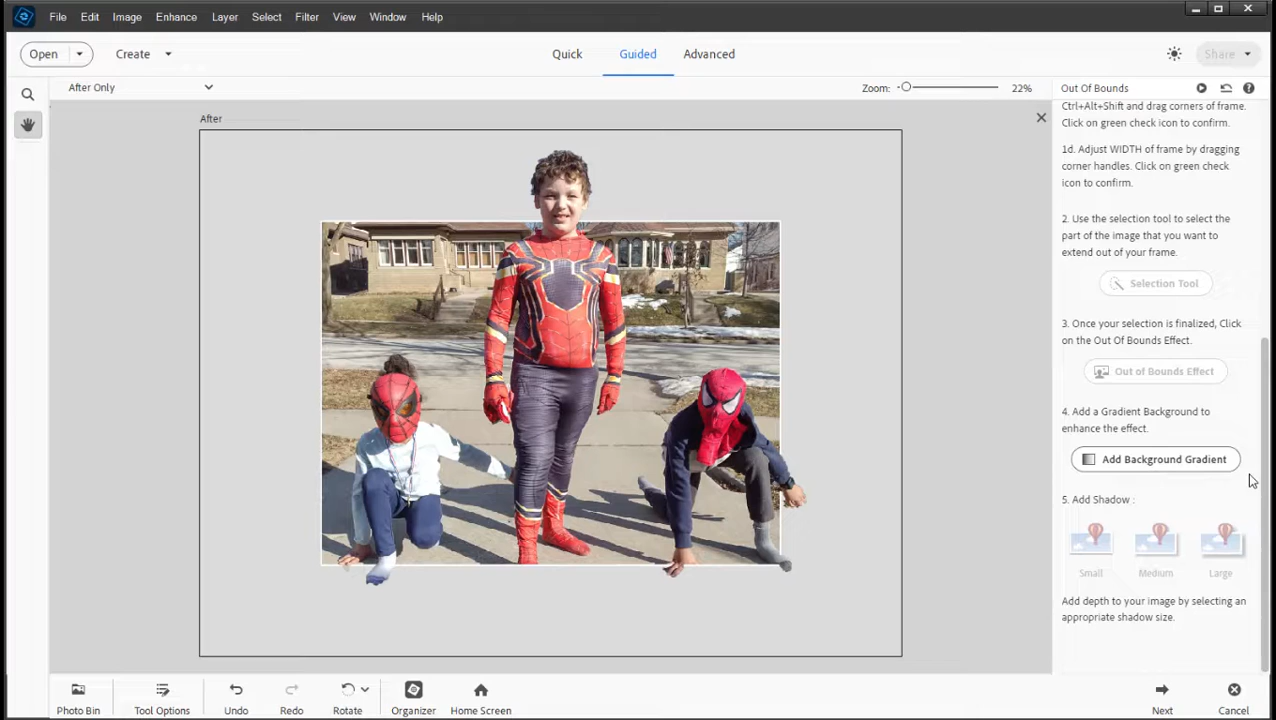 File Edit Image Enhance Layer Select Filter View Window Help
Open Create Quick Guided Advanced Share
After Only Zoom: 22% Out Of Bounds
After
Ctrl+Alt+Shift and drag corners of frame.
Click on green check icon to confirm.
1d. Adjust WIDTH of frame by dragging
corner handles. Click on green check
icon to confirm.
2. Use the selection tool to select the
part of the image that you want to
extend out of your frame.
Selection Tool
3. Once your selection is finalized, Click
on the Out Of Bounds Effect.
Out of Bounds Effect
4. Add a Gradient Background to
enhance the effect.
Add Background Gradient
5. Add Shadow :
Small Medium Large
Add depth to your image by selecting an
appropriate shadow size.
Photo Bin Tool Options Undo Redo Rotate Organizer Home Screen Next Cancel